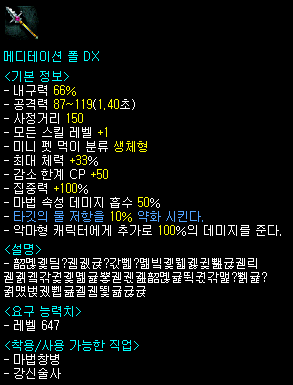 메디테이션 폴 DX
<기본 정보>
- 내구력 66%
- 공격력 87~119(1.40초)
- 사정거리 150
- 모든 스킬 레벨 +1
- 미니 펫 먹이 분류 생체형
- 최대 체력 +33%
- 감소 한계 CP +50
- 집중력 +100%
- 마법 속성 데미지 흡수 50%
- 타깃의 물 저항을 10% 약화 시킨다.
- 악마형 캐릭터에게 추가로 100%의 데미지를 준다.
<설명>
<요구 능력치>
- 레벨 647
<착용/사용 가능한 직업>
- 마법창병
- 강신술사